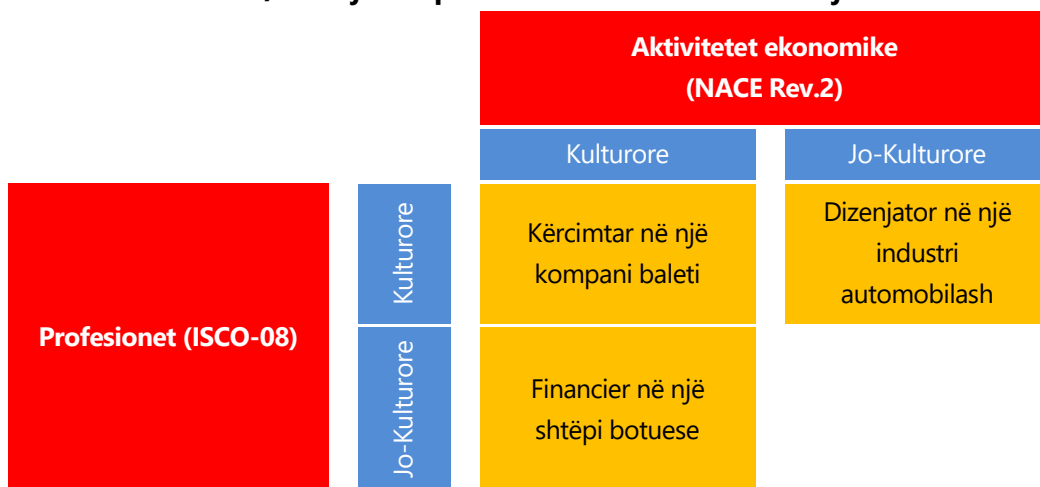 Aktivitetet ekonomike
(NACE Rev.2)
Kulturore
Jo-Kulturore
Profesionet (ISCO-08)
Kulturore
Kërcimtar në një
kompani baleti
Dizenjator në një
industri
automobilash
Jo-Kulturore
Financier në një
shtëpi botuese